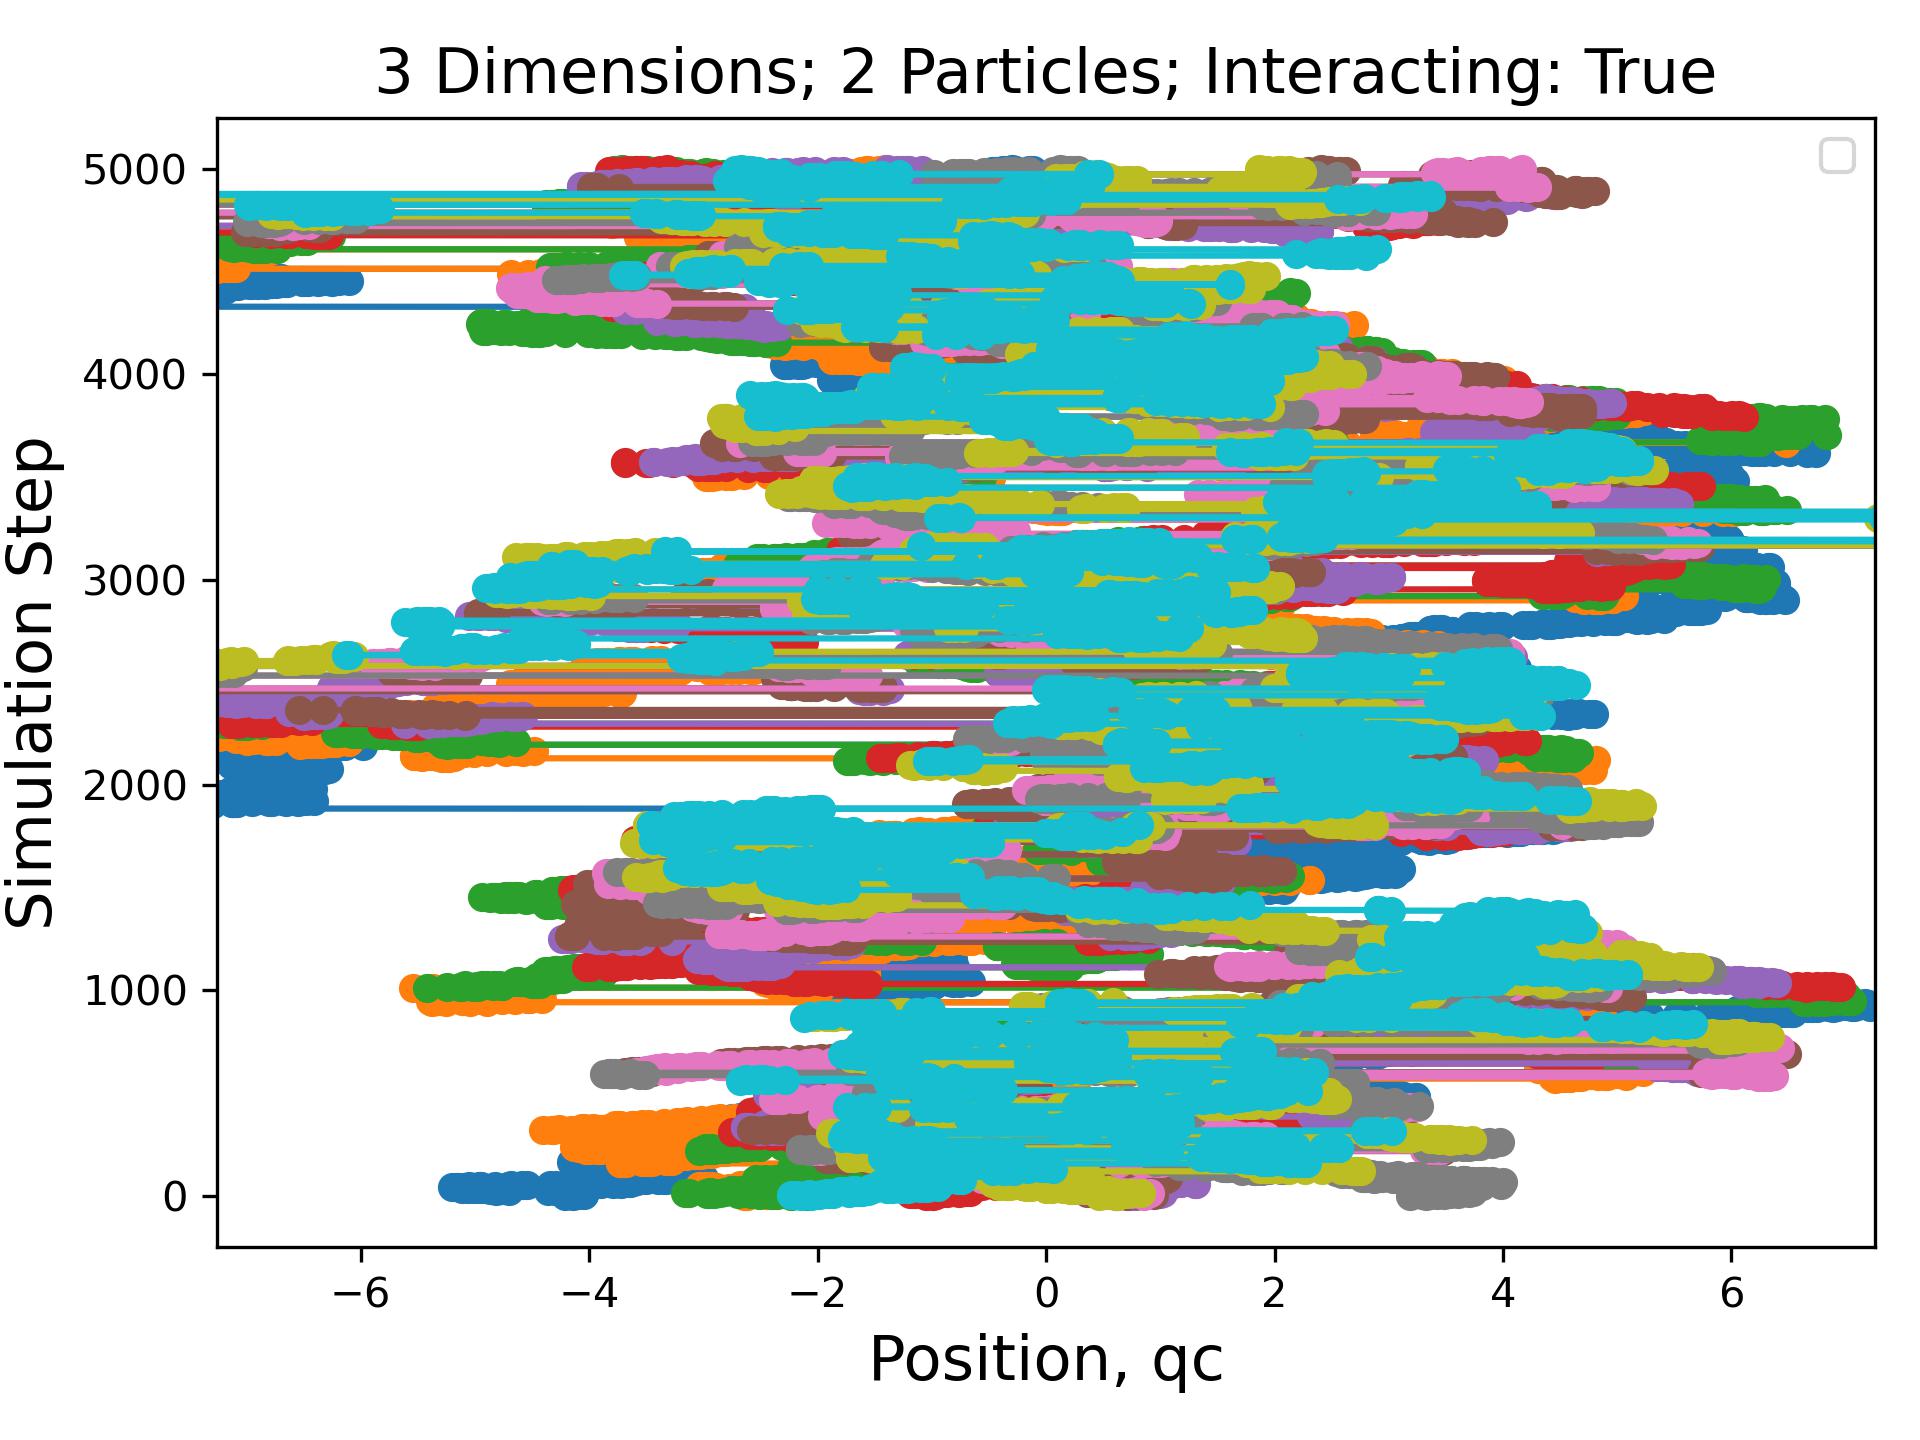 3 Dimensions; 2 Particles; Interacting: True
Simulation Step
5000
4000
3000
2000
1000
0
−6 −4 −2 0 2 4 6
Position, qc